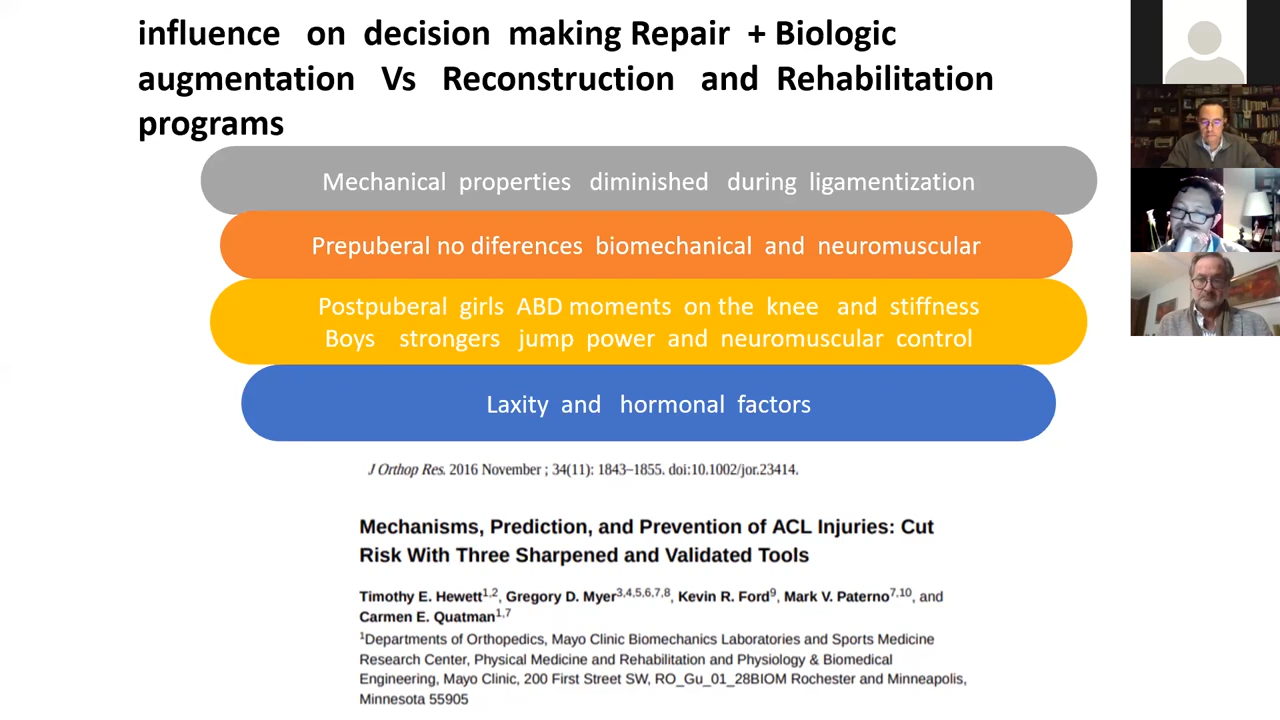 influence on decision making Repair + Biologic
augmentation Vs Reconstruction and Rehabilitation
programs
Mechanical properties diminished during ligamentization
Prepuberal no diferences biomechanical and neuromuscular
Postpuberal girls ABD moments on the knee and stiffness
Boys strongers jump power and neuromuscular control
Laxity and hormonal factors
J Orthop Res. 2016 November ; 34(11): 1843–1855. doi:10.1002/jor.23414.
Mechanisms, Prediction, and Prevention of ACL Injuries: Cut
Risk With Three Sharpened and Validated Tools
Timothy E. Hewett1,2, Gregory D. Myer3,4,5,6,7,8, Kevin R. Ford9, Mark V. Paterno7,10, and
Carmen E. Quatman1,7
1Departments of Orthopedics, Mayo Clinic Biomechanics Laboratories and Sports Medicine
Research Center, Physical Medicine and Rehabilitation and Physiology & Biomedical
Engineering, Mayo Clinic, 200 First Street SW, RO_Gu_01_28BIOM Rochester and Minneapolis,
Minnesota 55905